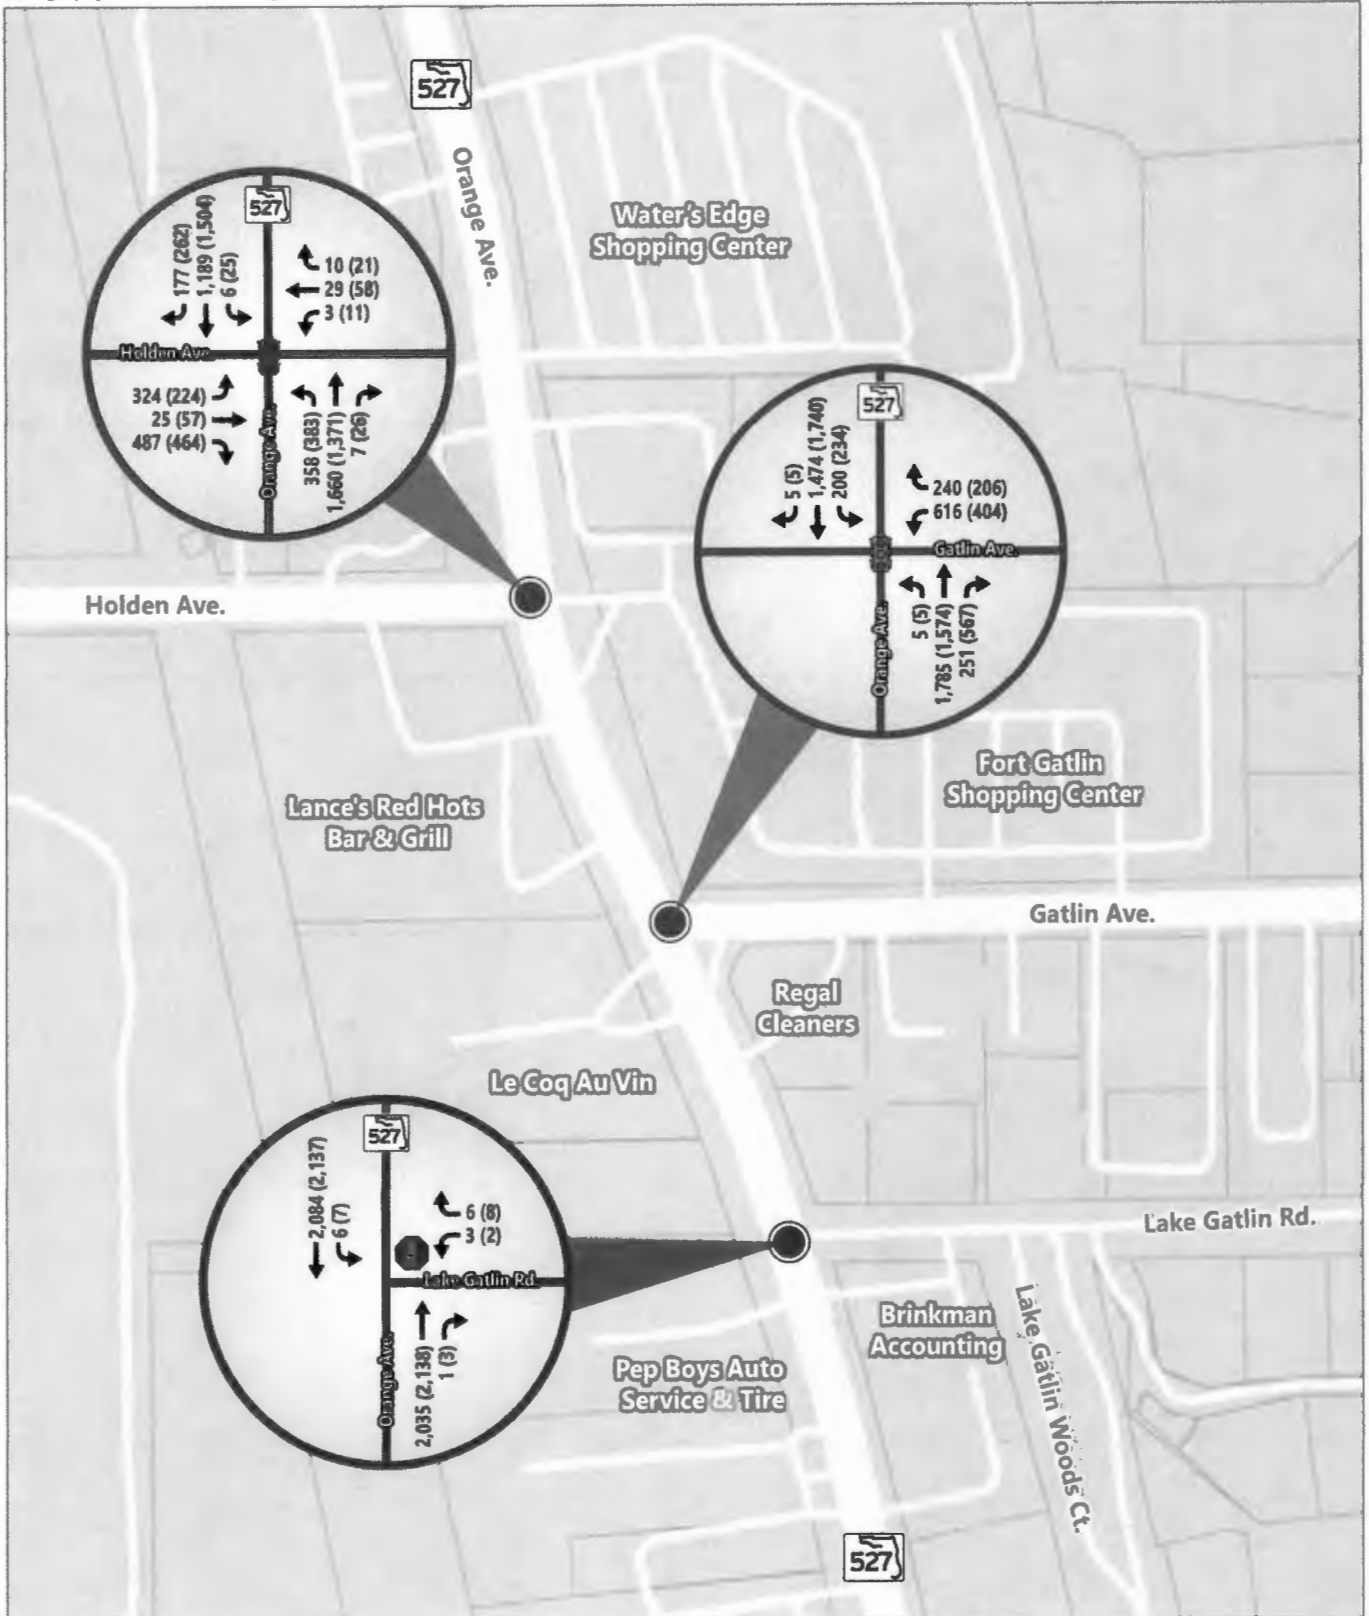 527
Orange Ave.
Water's Edge
Shopping Center
527
177 (262)
1,189 (1,504)
6 (25)
10 (21)
29 (58)
3 (11)
Holden Ave.
324 (224)
25 (57)
487 (464)
Orange Ave.
358 (383)
1,660 (1,371)
7 (26)
527
5 (5)
1,474 (1,740)
200 (234)
240 (206)
616 (404)
Gatlin Ave.
Orange Ave.
5 (5)
1,785 (1,574)
251 (567)
Holden Ave.
Fort Gatlin
Shopping Center
Lance's Red Hots
Bar & Grill
Gatlin Ave.
Regal
Cleaners
Le Coq Au Vin
527
2,084 (2,137)
6 (7)
6 (8)
3 (2)
Lake Gatlin Rd.
Orange Ave.
2,035 (2,138)
1 (3)
Lake Gatlin Rd.
Brinkman
Accounting
Lake Gatlin Woods Ct.
Pep Boys Auto
Service & Tire
527